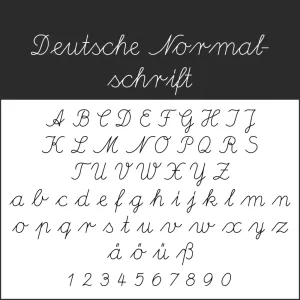 Deutsche Normal-
schrift
A B C D E F G H I J
K L M N O P Q R S
T U V W X Y Z
a b c d e f g h i j k l m n
o p q r s t u v w x y z
ä ö ü ß
1 2 3 4 5 6 7 8 9 0